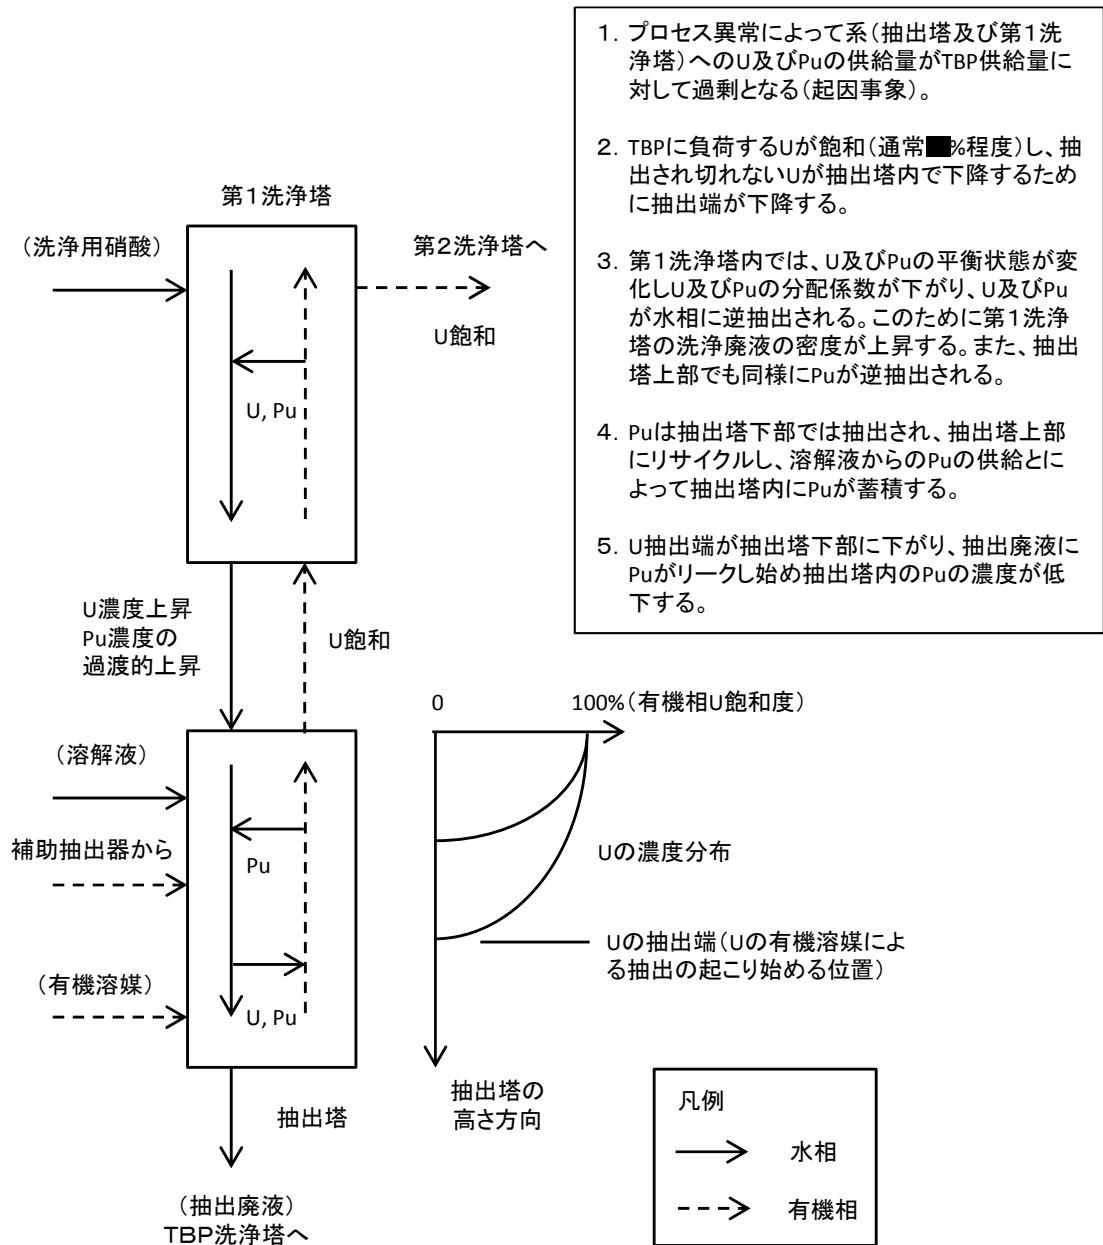 1. プロセス異常によって系(抽出塔及び第1洗
浄塔)へのU及びPuの供給量がTBP供給量に
対して過剰となる(起因事象)。
2. TBPに負荷するUが飽和(通常■%程度)し、抽
出され切れないUが抽出塔内で下降するため
に抽出端が下降する。
3. 第1洗浄塔内では、U及びPuの平衡状態が変
化しU及びPuの分配係数が下がり、U及びPu
が水相に逆抽出される。このために第1洗浄
塔の洗浄廃液の密度が上昇する。また、抽出
塔上部でも同様にPuが逆抽出される。
4. Puは抽出塔下部では抽出され、抽出塔上部
にリサイクルし、溶解液からのPuの供給とに
よって抽出塔内にPuが蓄積する。
5. U抽出端が抽出塔下部に下がり、抽出廃液に
Puがリークし始め抽出塔内のPuの濃度が低
下する。
第1洗浄塔
(洗浄用硝酸)
第2洗浄塔へ
U飽和
U, Pu
U濃度上昇
Pu濃度の
過渡的上昇
U飽和
0
100%(有機相U飽和度)
(溶解液)
補助抽出器から
Pu
Uの濃度分布
Uの抽出端(Uの有機溶媒によ
る抽出の起こり始める位置)
(有機溶媒)
U, Pu
抽出塔の
高さ方向
抽出塔
(抽出廃液)
TBP洗浄塔へ
凡例
水相
有機相